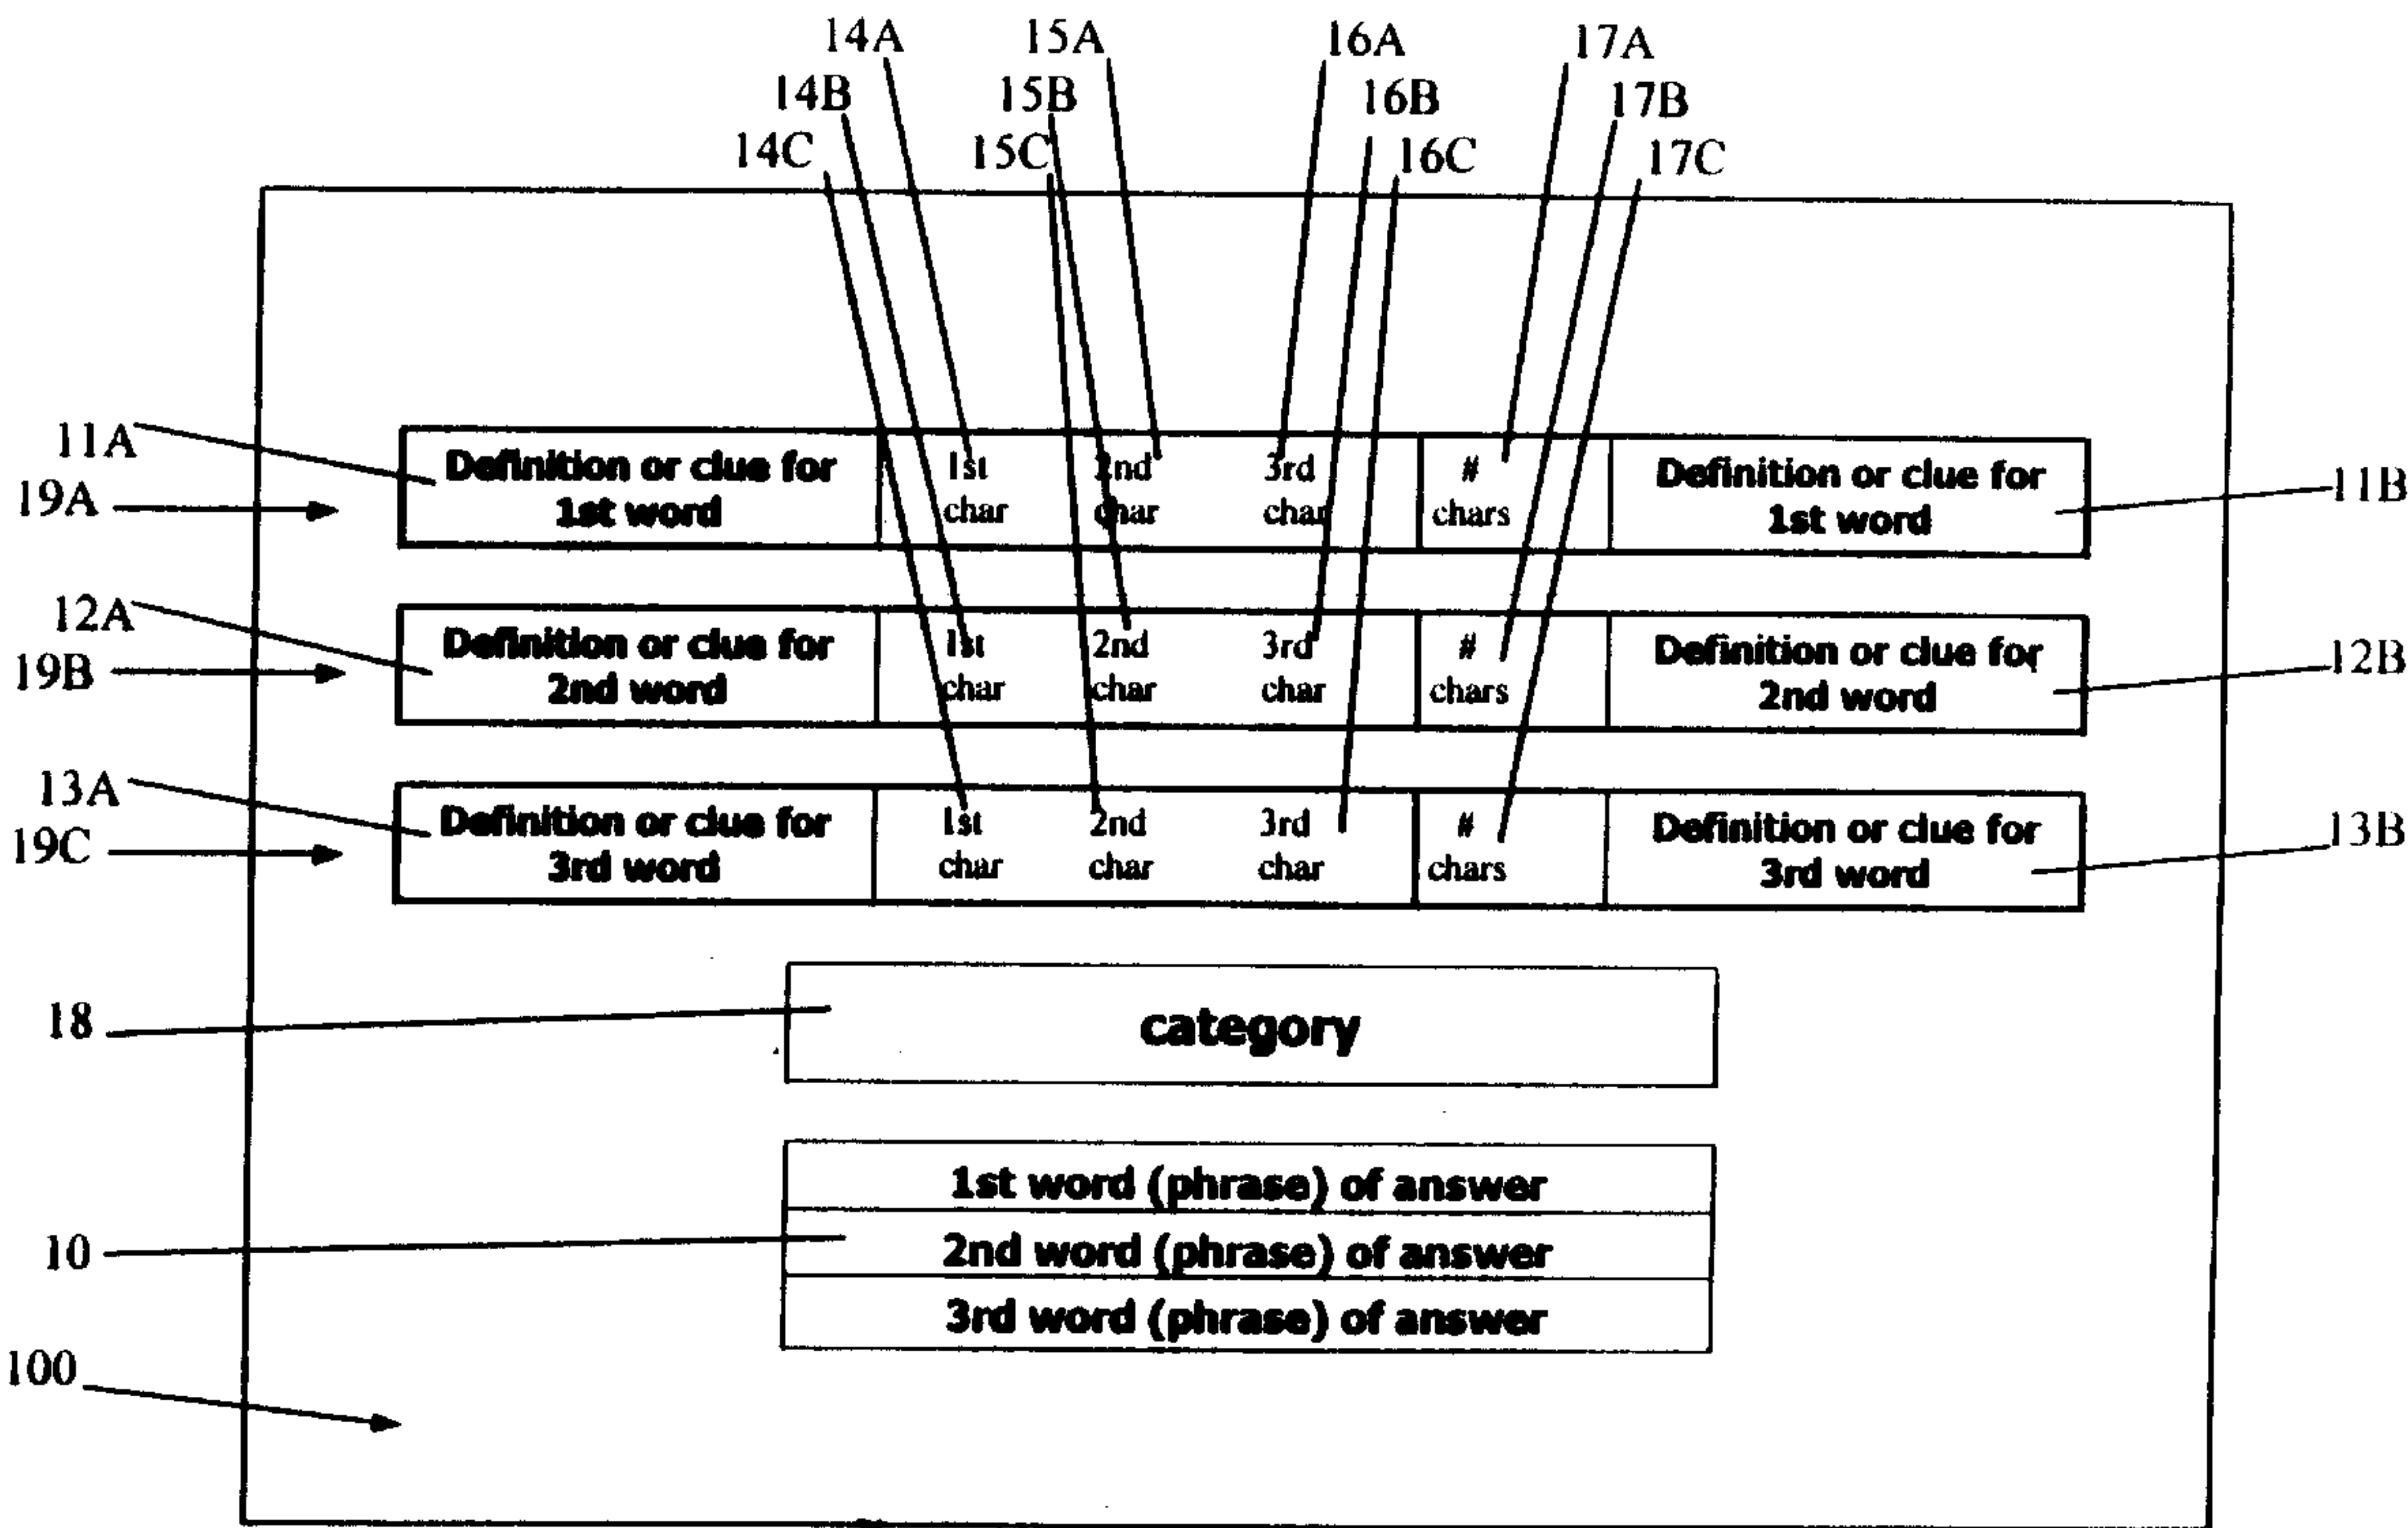 14A 15A 16A 17A
14B 15B 16B 17B
14C 15C 16C 17C
11A Definition or clue for 1st 2nd 3rd # Definition or clue for 11B
19A 1st word char char char chars 1st word
12A Definition or clue for 1st 2nd 3rd # Definition or clue for 12B
19B 2nd word char char char chars 2nd word
13A Definition or clue for 1st 2nd 3rd # Definition or clue for 13B
19C 3rd word char char char chars 3rd word
18 category
1st word (phrase) of answer
10 2nd word (phrase) of answer
3rd word (phrase) of answer
100